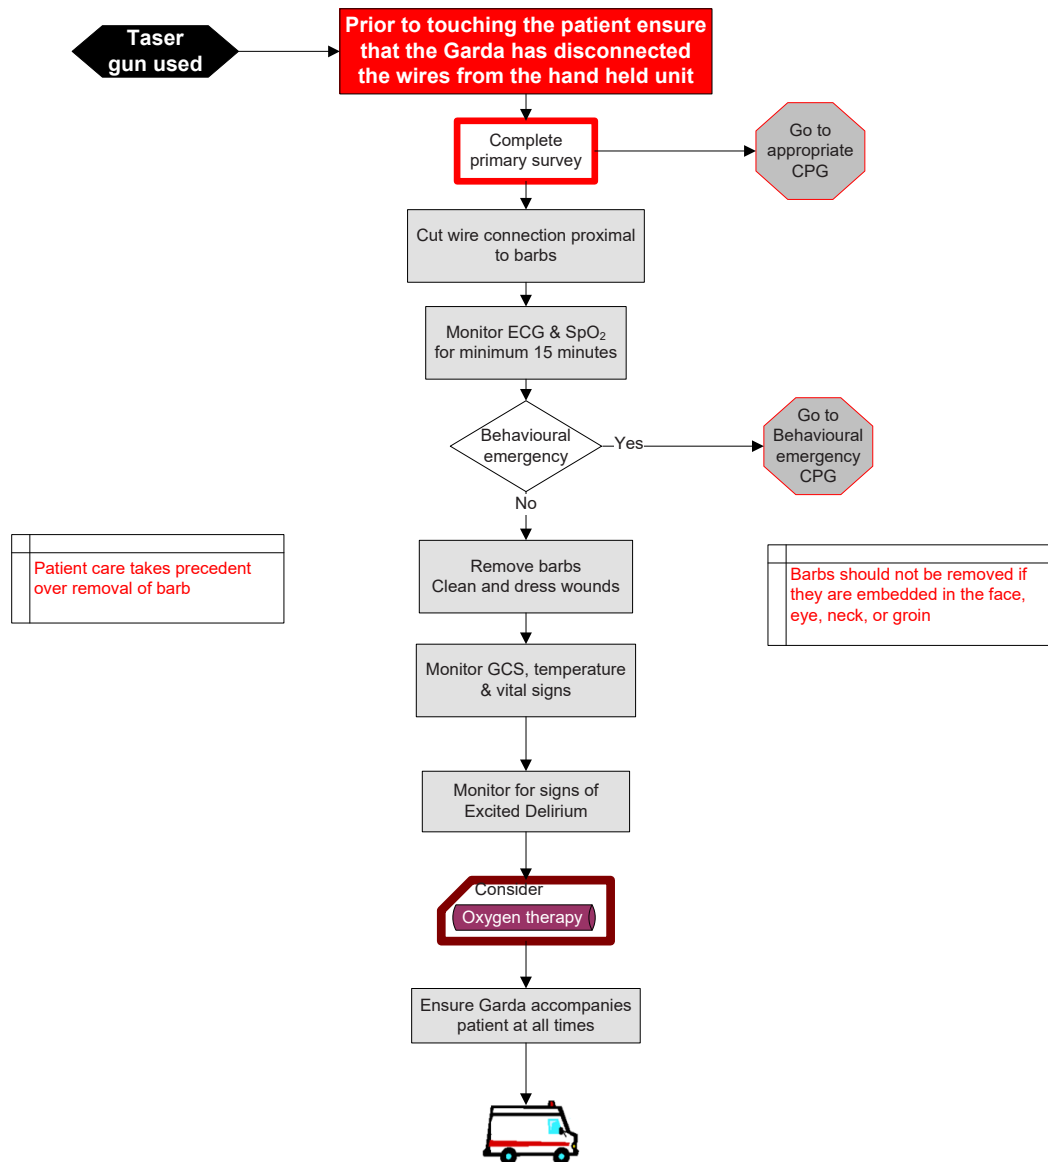 Taser
gun used
Prior to touching the patient ensure
that the Garda has disconnected
the wires from the hand held unit
Complete
primary survey
Go to
appropriate
CPG
Cut wire connection proximal
to barbs
Monitor ECG & SpO₂
for minimum 15 minutes
Behavioural
emergency
Yes
Go to
Behavioural
emergency
CPG
No
Patient care takes precedent
over removal of barb
Remove barbs
Clean and dress wounds
Barbs should not be removed if
they are embedded in the face,
eye, neck, or groin
Monitor GCS, temperature
& vital signs
Monitor for signs of
Excited Delirium
Consider
Oxygen therapy
Ensure Garda accompanies
patient at all times